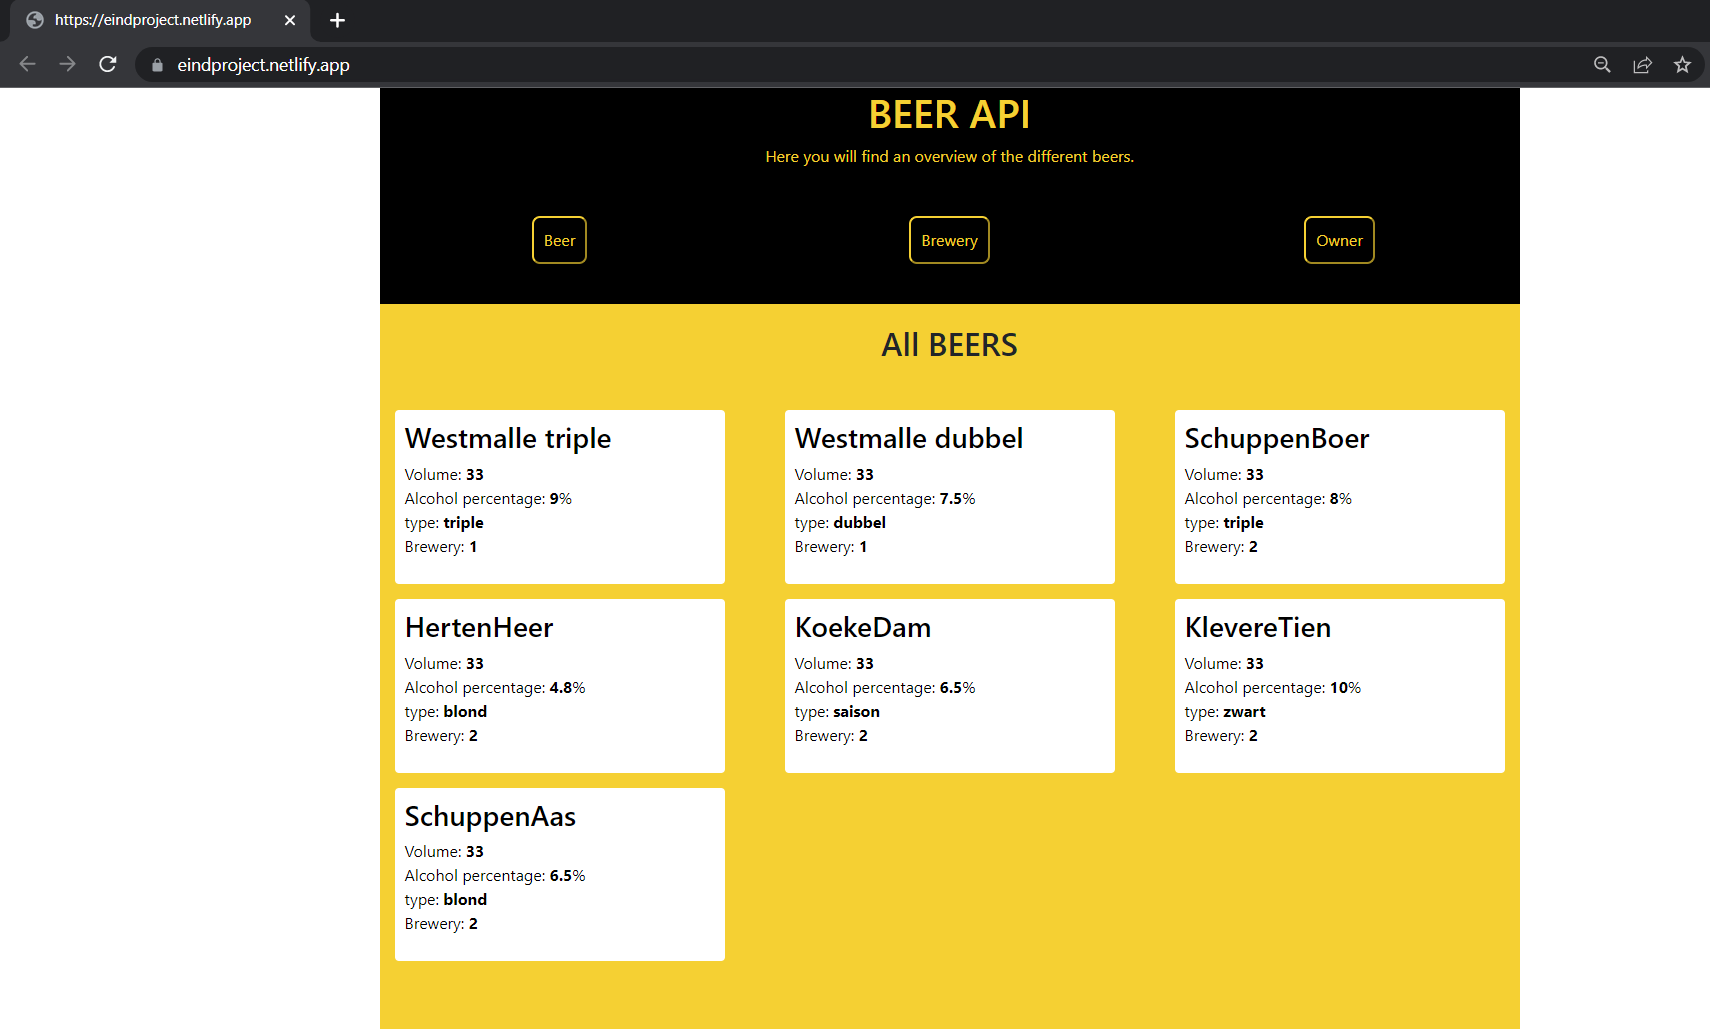 https://eindproject.netlify.app
eindproject.netlify.app
BEER API
Here you will find an overview of the different beers.
Beer
Brewery
Owner
All BEERS
Westmalle triple
Volume: 33
Alcohol percentage: 9%
type: triple
Brewery: 1
Westmalle dubbel
Volume: 33
Alcohol percentage: 7.5%
type: dubbel
Brewery: 1
SchuppenBoer
Volume: 33
Alcohol percentage: 8%
type: triple
Brewery: 2
HertenHeer
Volume: 33
Alcohol percentage: 4.8%
type: blond
Brewery: 2
KoekeDam
Volume: 33
Alcohol percentage: 6.5%
type: saison
Brewery: 2
KlevereTien
Volume: 33
Alcohol percentage: 10%
type: zwart
Brewery: 2
SchuppenAas
Volume: 33
Alcohol percentage: 6.5%
type: blond
Brewery: 2